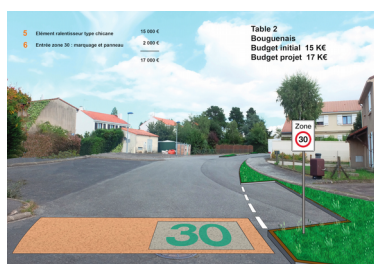 5 Elément ralentisseur type chicane 15 000 €
6 Entrée zone 30 : marquage et panneau 2 000 €
17 000 €
Table 2
Bouguenais
Budget initial 15 K€
Budget projet 17 K€
Zone
30
30